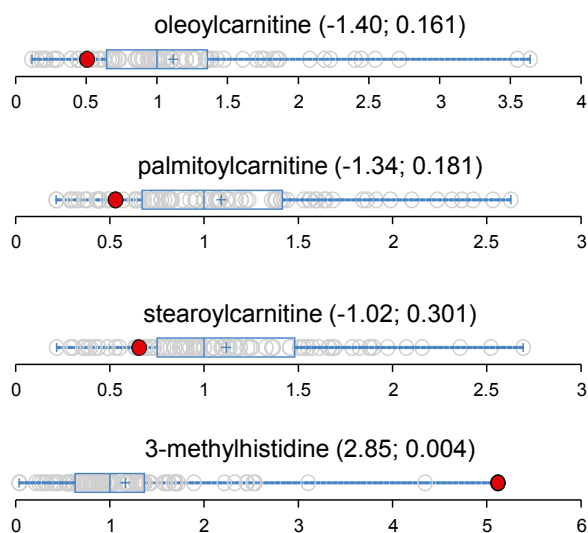 oleoylcarnitine (-1.40; 0.161)
0 0.5 1 1.5 2 2.5 3 3.5 4
palmitoylcarnitine (-1.34; 0.181)
0 0.5 1 1.5 2 2.5 3
stearoylcarnitine (-1.02; 0.301)
0 0.5 1 1.5 2 2.5 3
3-methylhistidine (2.85; 0.004)
0 1 2 3 4 5 6